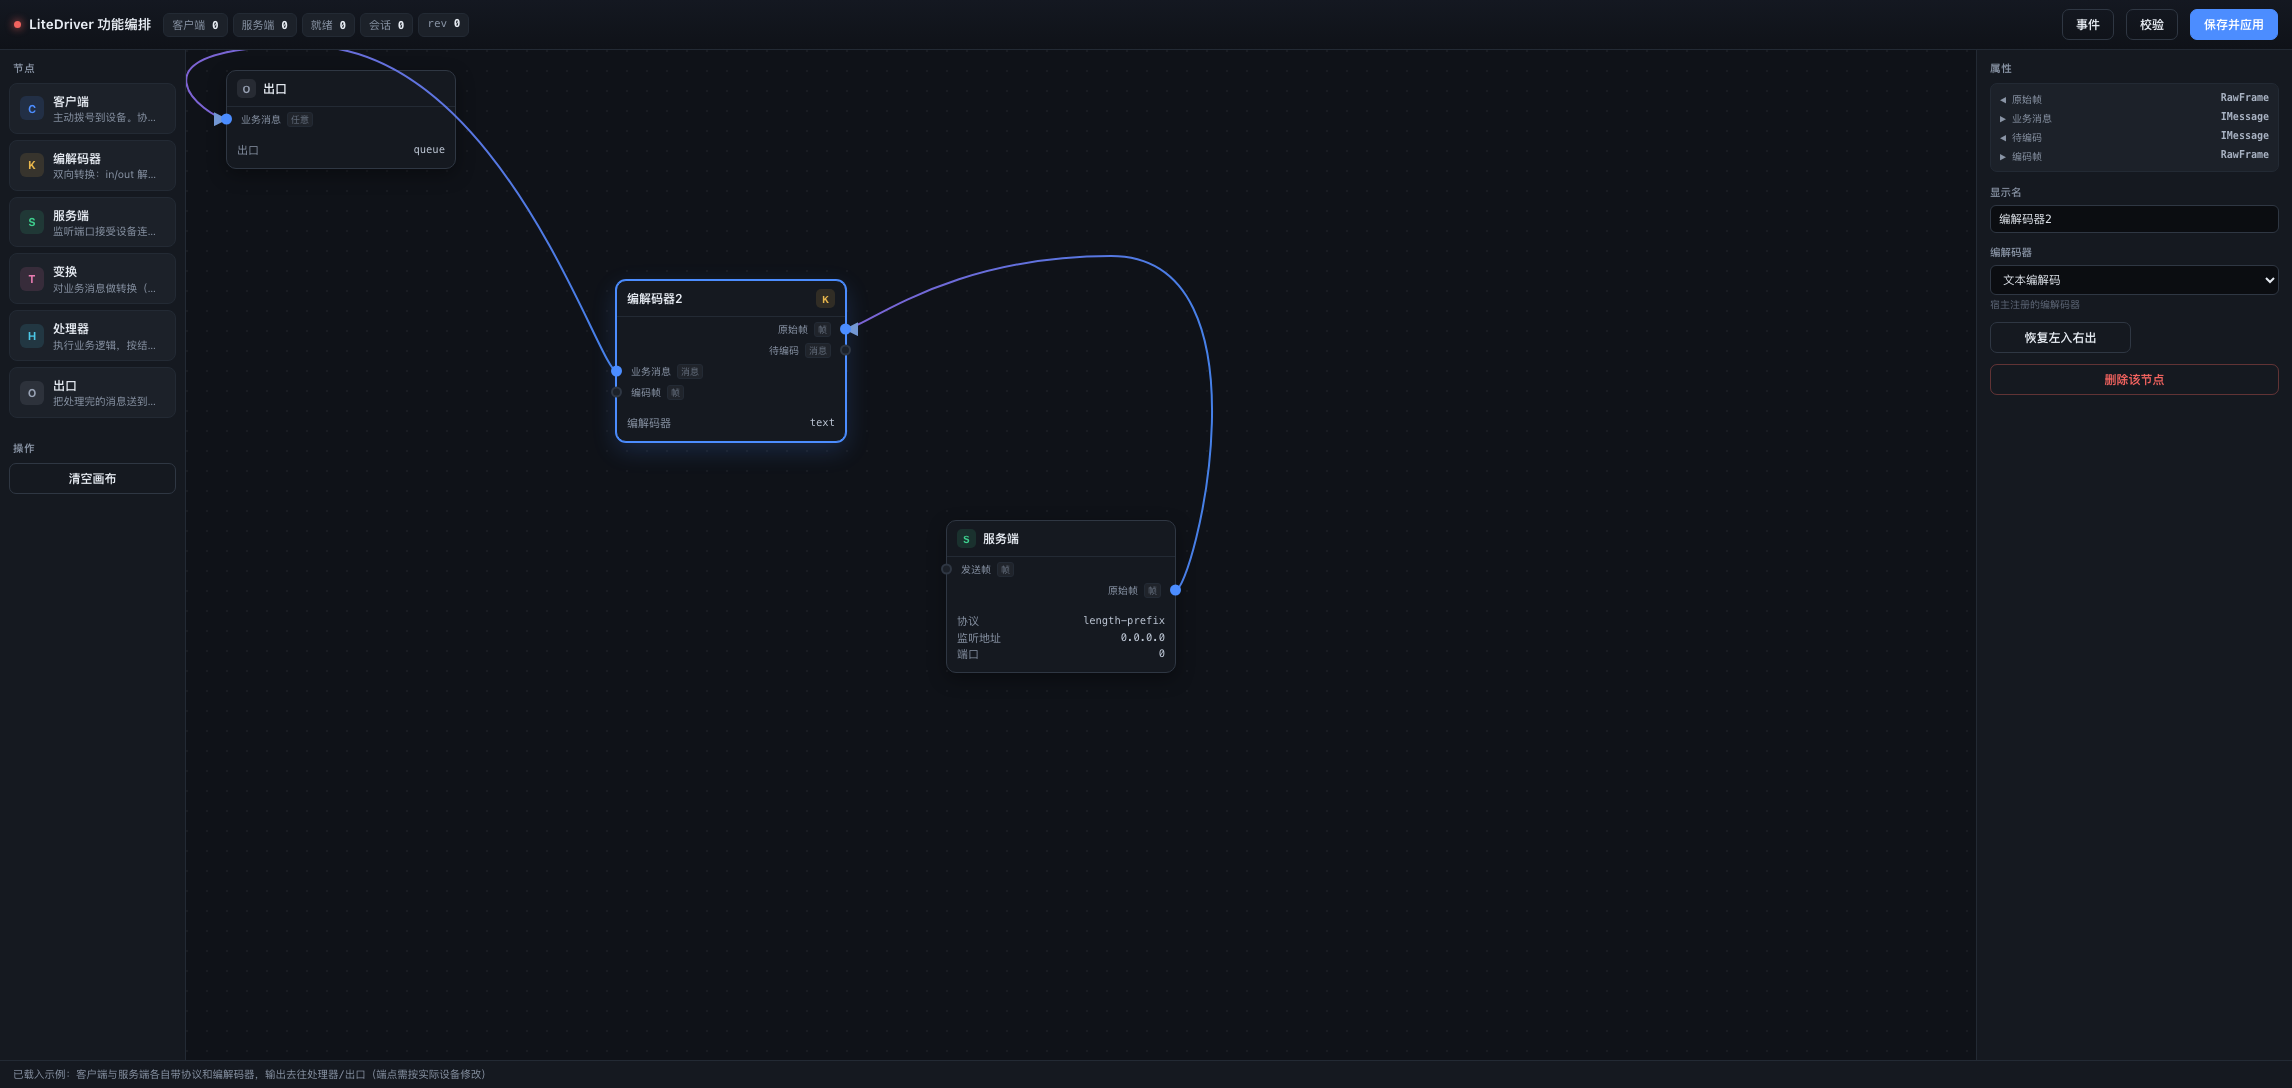 LiteDriver 功能编排
客户端 0
服务端 0
就绪 0
会话 0
rev 0
事件
校验
保存并应用
节点
C
客户端
主动拨号到设备。协...
K
编解码器
双向转换：in/out 解...
S
服务端
监听端口接受设备连...
T
变换
对业务消息做转换（...
H
处理器
执行业务逻辑，按结...
O
出口
把处理完的消息送到...
操作
清空画布
O 出口
业务消息 任意
出口 queue
编解码器2 K
原始帧 帧
待编码 消息
业务消息 消息
编码帧 帧
编解码器 text
S 服务端
发送帧 帧
原始帧 帧
协议 length-prefix
监听地址 0.0.0.0
端口 0
属性
◀ 原始帧 RawFrame
▶ 业务消息 IMessage
◀ 待编码 IMessage
▶ 编码帧 RawFrame
显示名
编解码器2
编解码器
文本编解码
宿主注册的编解码器
恢复左入右出
删除该节点
已载入示例：客户端与服务端各自带协议和编解码器，输出去往处理器/出口（端点需按实际设备修改）